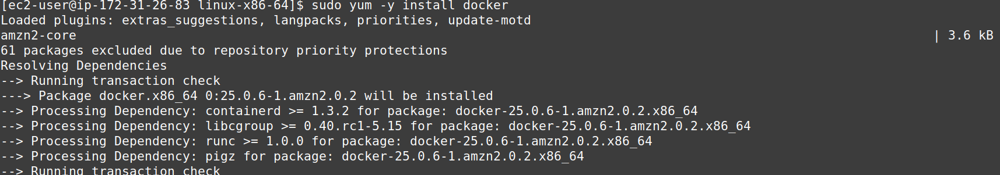 [ec2-user@ip-172-31-26-83 linux-x86-64]$ sudo yum -y install docker
Loaded plugins: extras_suggestions, langpacks, priorities, update-motd
amzn2-core | 3.6 kB
61 packages excluded due to repository priority protections
Resolving Dependencies
--> Running transaction check
---> Package docker.x86_64 0:25.0.6-1.amzn2.0.2 will be installed
--> Processing Dependency: containerd >= 1.3.2 for package: docker-25.0.6-1.amzn2.0.2.x86_64
--> Processing Dependency: libcgroup >= 0.40.rc1-5.15 for package: docker-25.0.6-1.amzn2.0.2.x86_64
--> Processing Dependency: runc >= 1.0.0 for package: docker-25.0.6-1.amzn2.0.2.x86_64
--> Processing Dependency: pigz for package: docker-25.0.6-1.amzn2.0.2.x86_64
--> Running transaction check